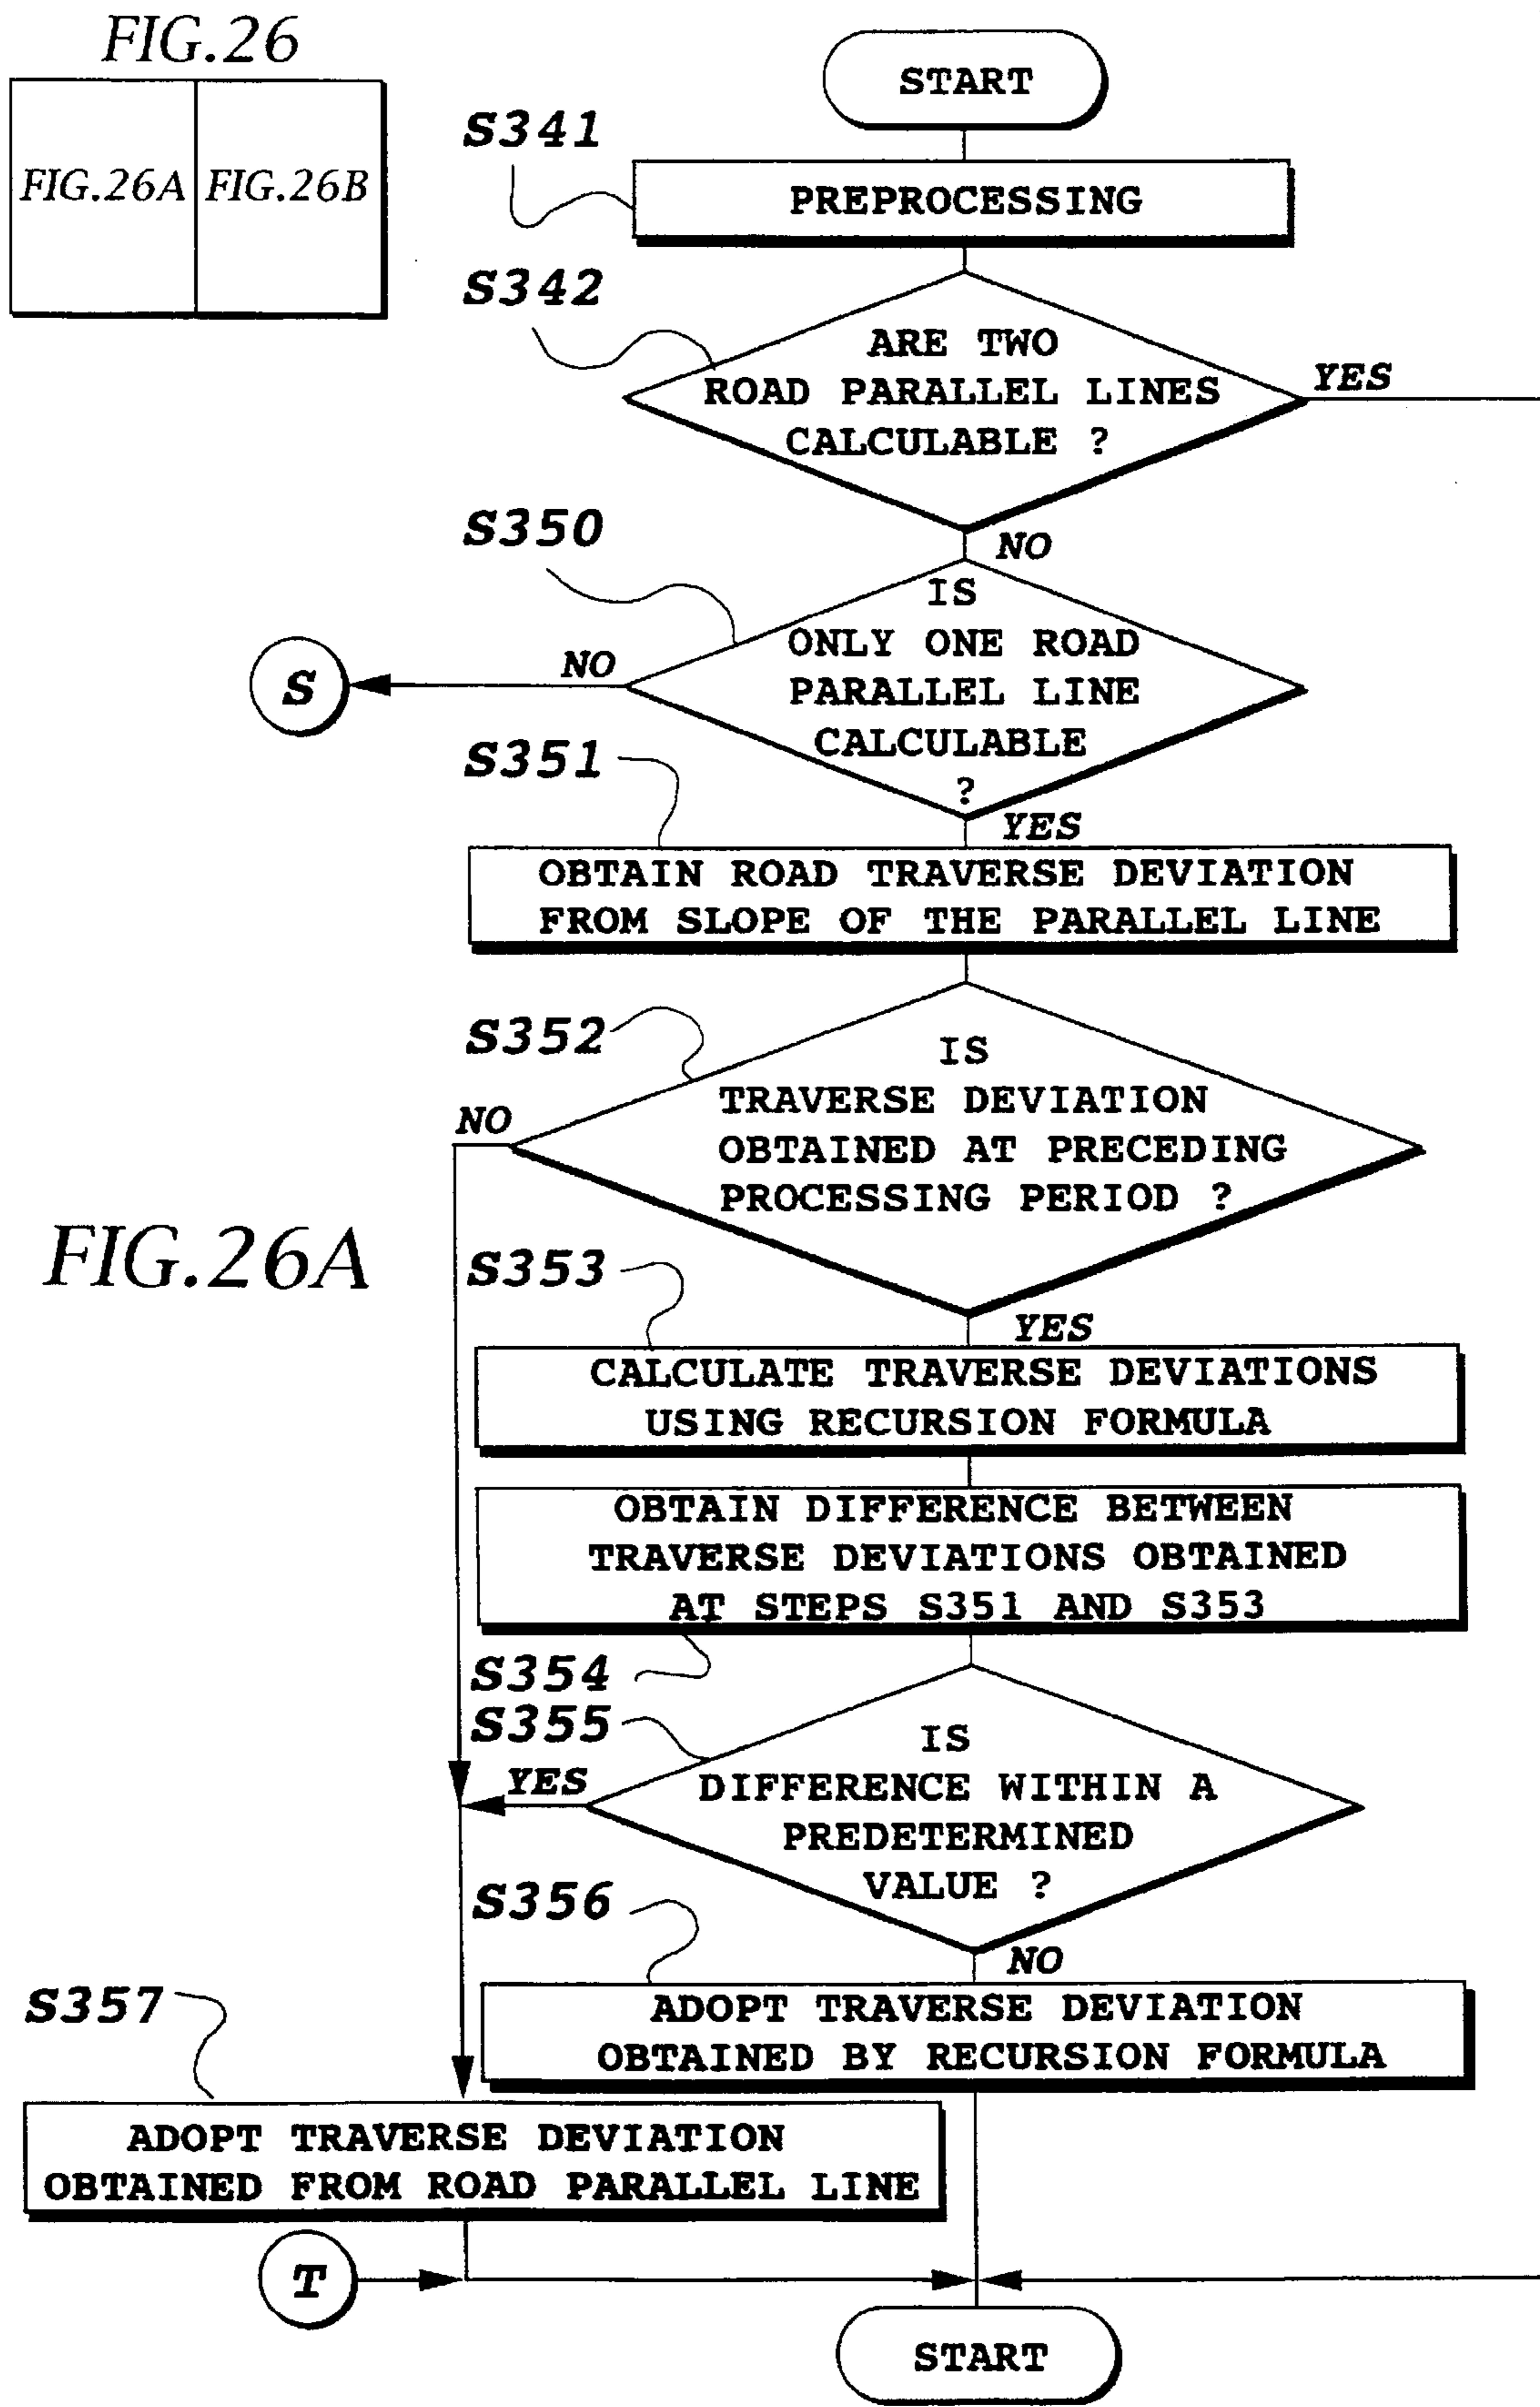 FIG.26
FIG.26A
FIG.26B
START
S341
PREPROCESSING
S342
ARE TWO
ROAD PARALLEL LINES
CALCULABLE ?
YES
NO
S350
IS
ONLY ONE ROAD
PARALLEL LINE
CALCULABLE
?
NO
S
YES
S351
OBTAIN ROAD TRAVERSE DEVIATION
FROM SLOPE OF THE PARALLEL LINE
S352
IS
TRAVERSE DEVIATION
OBTAINED AT PRECEDING
PROCESSING PERIOD ?
NO
YES
FIG.26A
S353
CALCULATE TRAVERSE DEVIATIONS
USING RECURSION FORMULA
OBTAIN DIFFERENCE BETWEEN
TRAVERSE DEVIATIONS OBTAINED
AT STEPS S351 AND S353
S354
S355
IS
DIFFERENCE WITHIN A
PREDETERMINED
VALUE ?
YES
NO
S356
ADOPT TRAVERSE DEVIATION
OBTAINED BY RECURSION FORMULA
S357
ADOPT TRAVERSE DEVIATION
OBTAINED FROM ROAD PARALLEL LINE
T
START